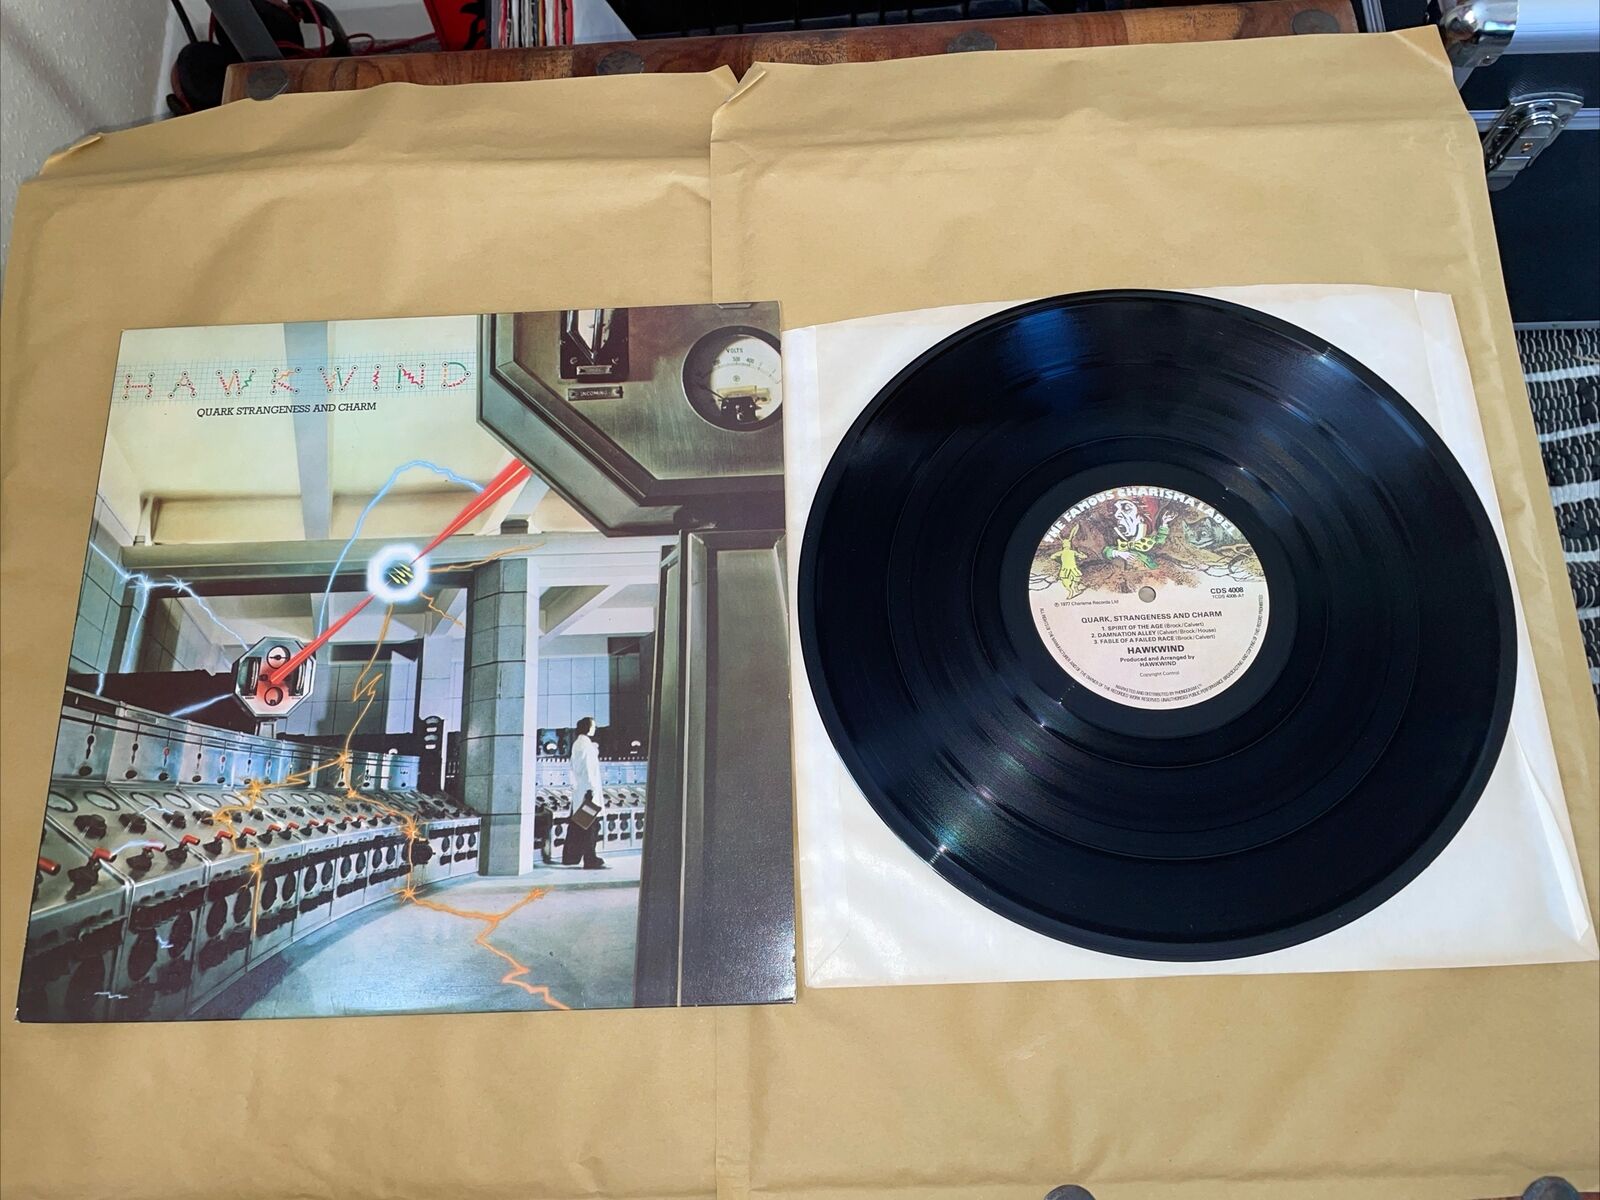 HAWKWIND
QUARK STRANGENESS AND CHARM
VOLTS
INCOMING
THE FAMOUS CHARISMA LABEL
CDS 4008
℗ 1977 Charisma Records Ltd
QUARK, STRANGENESS AND CHARM
1. SPIRIT OF THE AGE (Brock/Calvert)
2. DAMNATION ALLEY (Calvert/Brock/House)
3. FABLE OF A FAILED RACE (Brock/Calvert)
HAWKWIND
Produced and Arranged by
HAWKWIND
Copyright Control